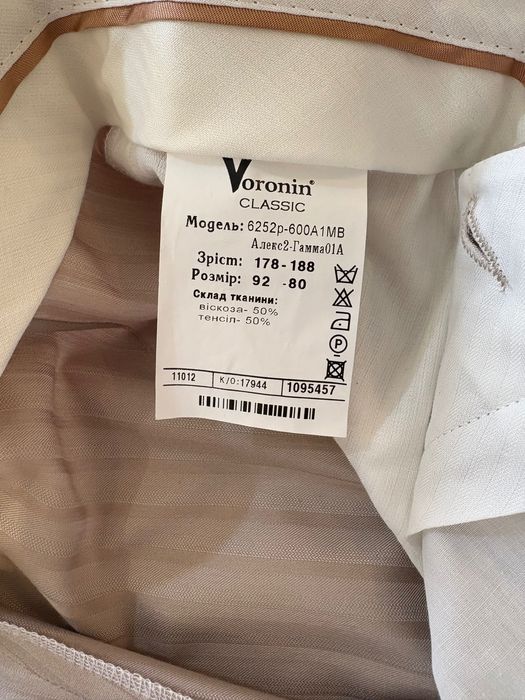 Voronin®
CLASSIC
Модель: 6252р-600А1МВ
Алекс2-Гамма01А
Зріст: 178-188
Розмір: 92 -80
Склад тканини:
віскоза- 50%
тенсіл- 50%
P
11012 К/О:17944 1095457